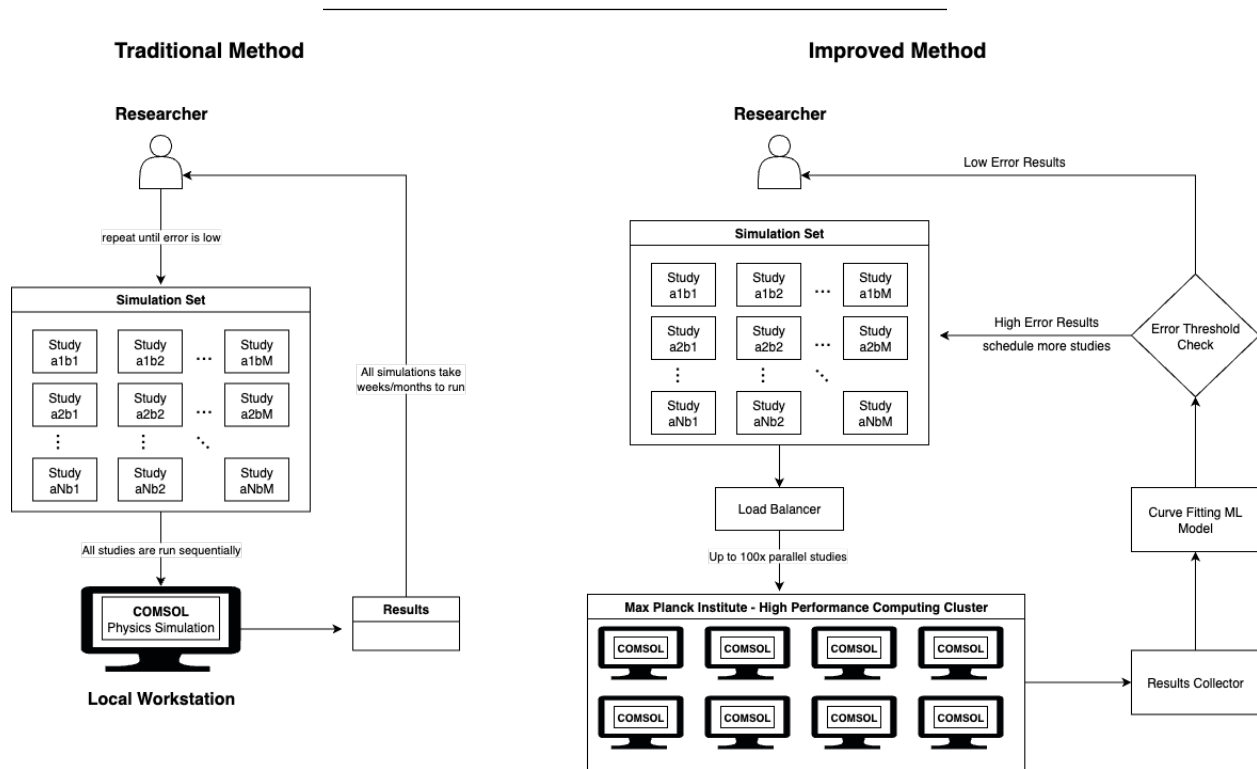 Traditional Method
Researcher
repeat until error is low
Simulation Set
Study
a1b1
Study
a1b2
...
Study
a1bM
Study
a2b1
Study
a2b2
...
Study
a2bM
Study
aNb1
Study
aNb2
Study
aNbM
All studies are run sequentially
COMSOL
Physics Simulation
Local Workstation
Results
All simulations take
weeks/months to run
Improved Method
Researcher
Low Error Results
Simulation Set
Study
a1b1
Study
a1b2
...
Study
a1bM
Study
a2b1
Study
a2b2
...
Study
a2bM
Study
aNb1
Study
aNb2
Study
aNbM
High Error Results
schedule more studies
Error Threshold
Check
Load Balancer
Up to 100x parallel studies
Max Planck Institute - High Performance Computing Cluster
COMSOL
COMSOL
COMSOL
COMSOL
COMSOL
COMSOL
COMSOL
COMSOL
Results Collector
Curve Fitting ML
Model